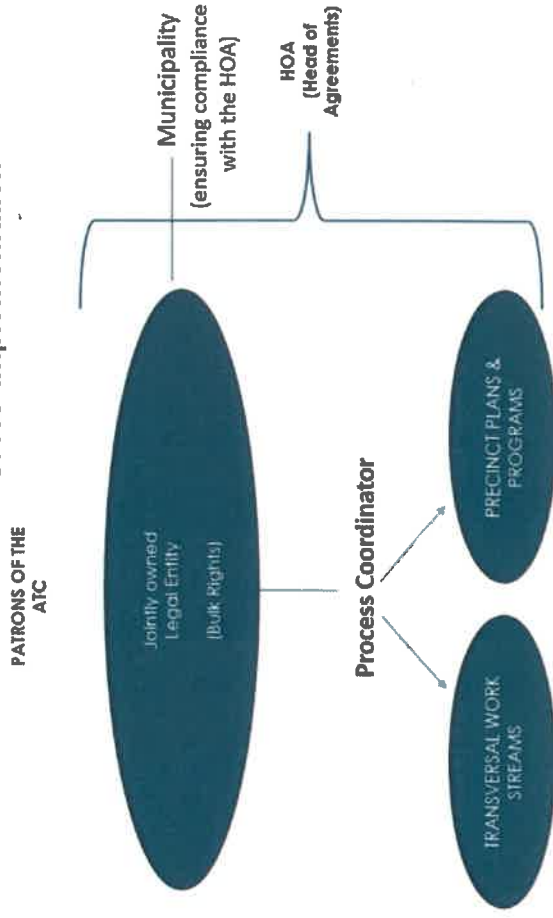 PATRONS OF THE
ATC
Jointly owned
Legal Entity
(Bulk Rights)
Municipality
(ensuring compliance
with the HOA)
HOA
(Head of
Agreements)
Process Coordinator
TRANSVERSAL WORK
STREAMS
PRECINCT PLANS &
PROGRAMS